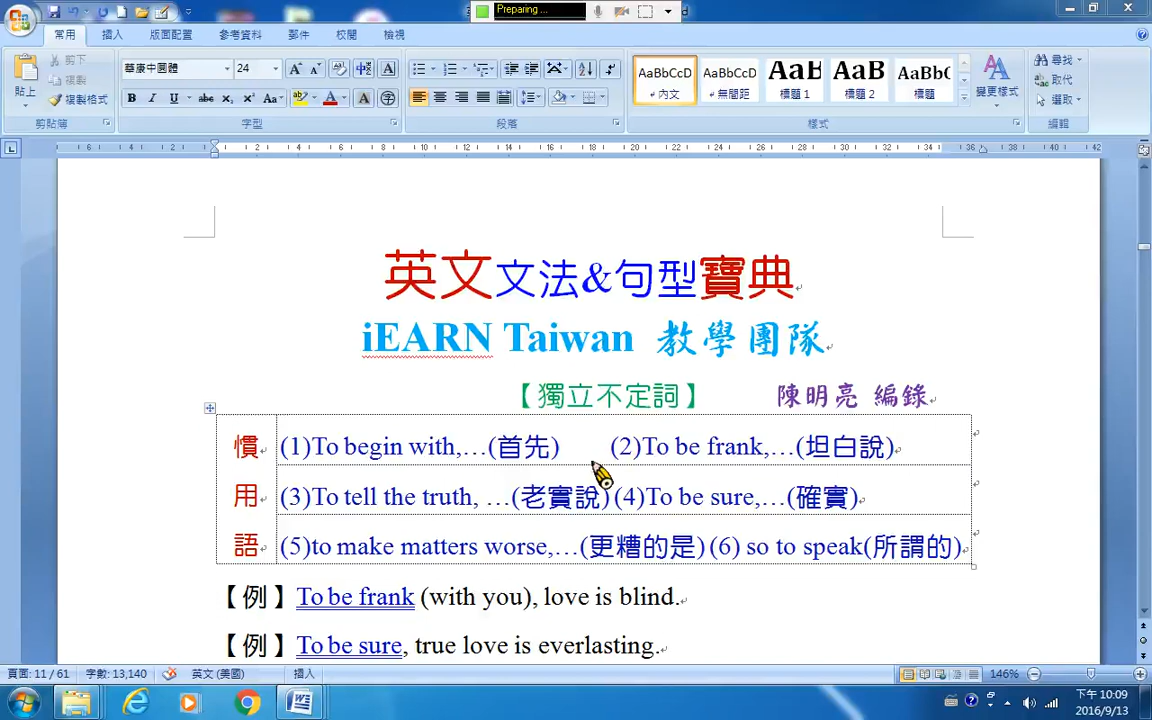 Preparing ...
常用 插入 版面配置 參考資料 郵件 校閱 檢視
貼上 剪下 複製 複製格式
華康中圓體 24
AaBbCcD AaBbCcD AaB AaB AaBbC
內文 無間距 標題 1 標題 2 標題
變更樣式
尋找 取代 選取
剪貼簿 字型 段落 樣式 編輯
英文文法&句型寶典
iEARN Taiwan 教學團隊
【獨立不定詞】 陳明亮 編錄
慣 (1)To begin with,…(首先) (2)To be frank,…(坦白說)
用 (3)To tell the truth, …(老實說) (4)To be sure,…(確實)
語 (5)to make matters worse,…(更糟的是) (6) so to speak(所謂的)
【例】To be frank (with you), love is blind.
【例】To be sure, true love is everlasting.
頁面: 11 / 61 字數: 13,140 英文 (美國) 插入 146%
下午 10:09
2016/9/13